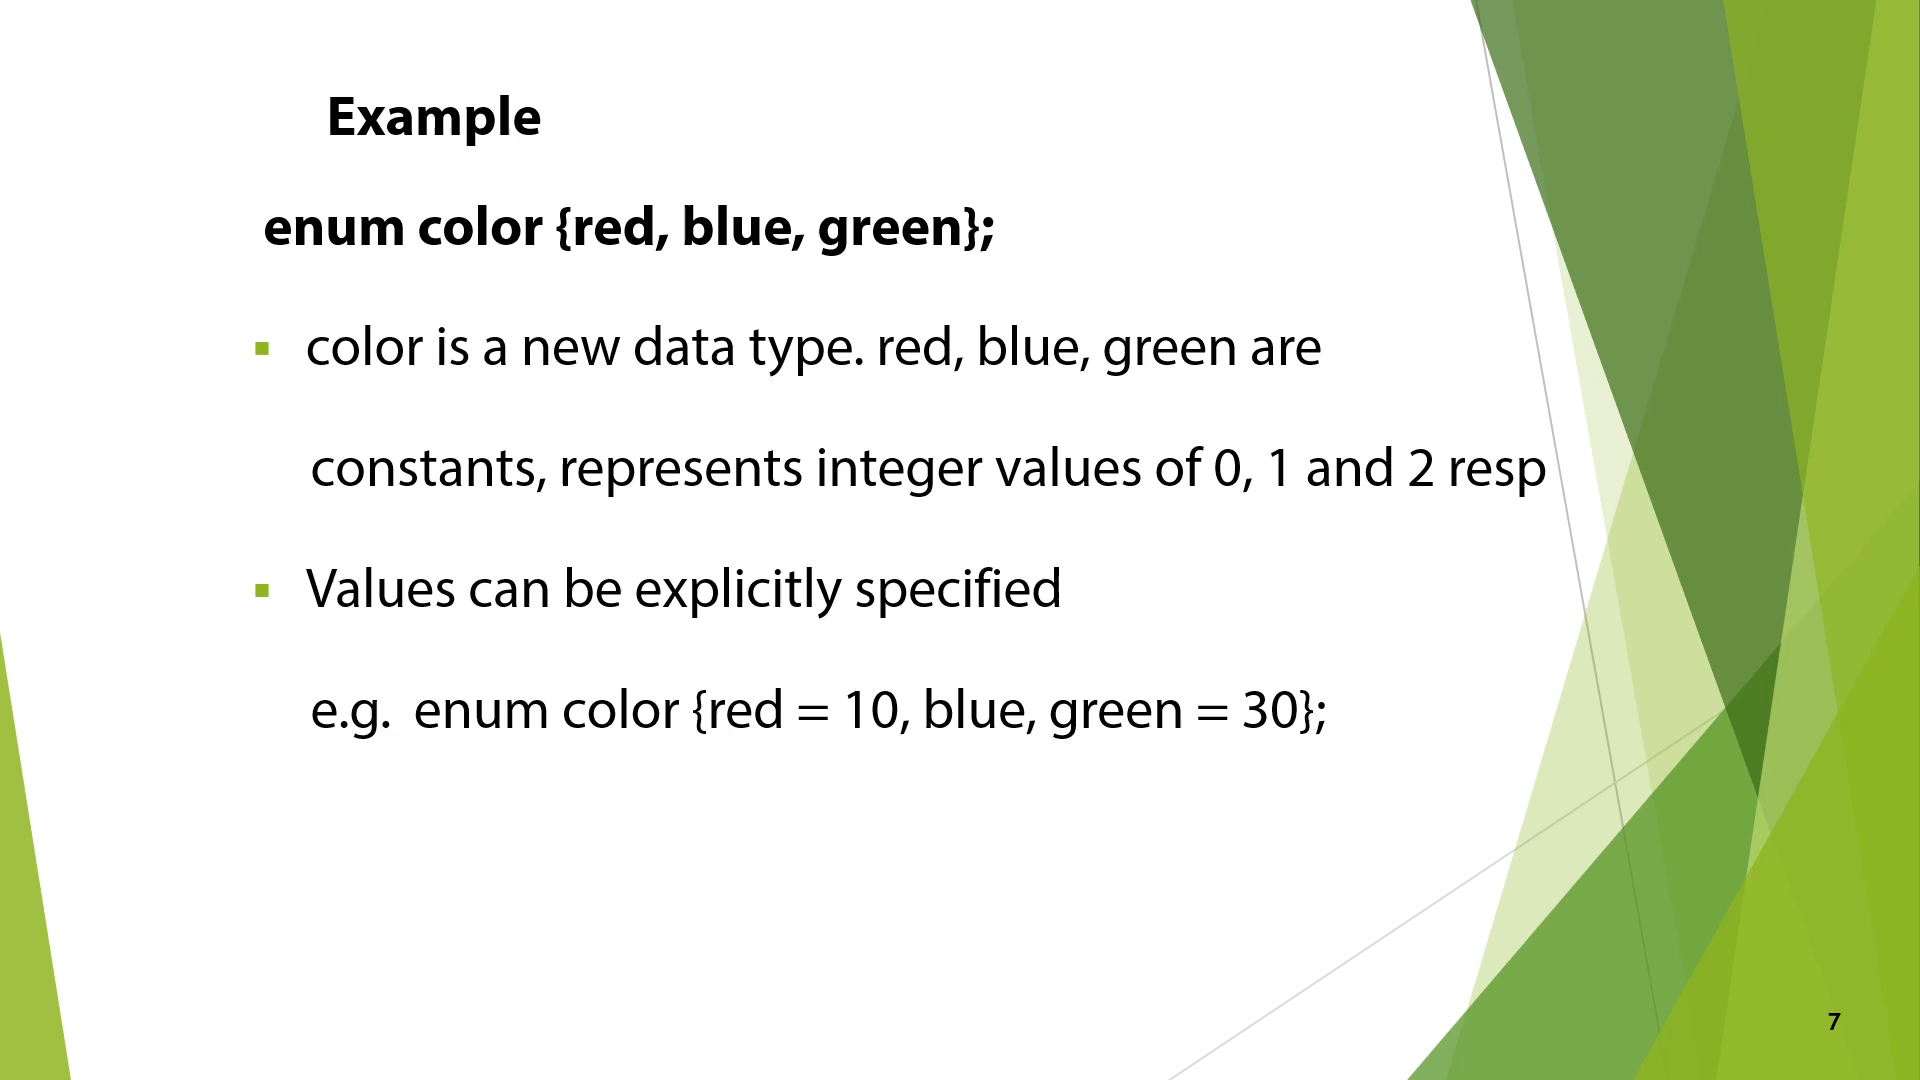 Example
enum color {red, blue, green};
▪ color is a new data type. red, blue, green are
constants, represents integer values of 0, 1 and 2 resp
▪ Values can be explicitly specified
e.g. enum color {red = 10, blue, green = 30};
7